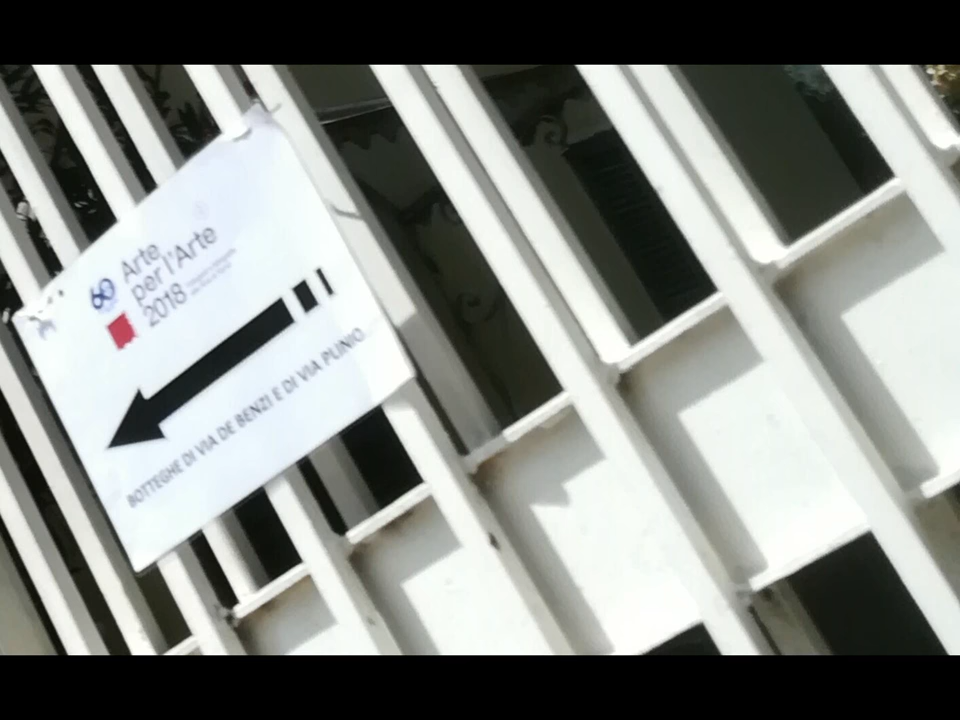 60
Arte
per l'Arte
2018
BOTTEGHE DI VIA DE BENZI E DI VIA PLINIO